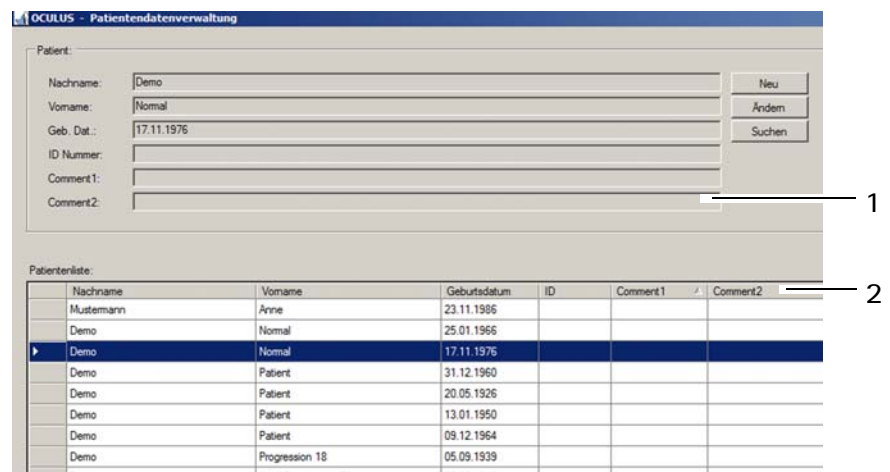 OCULUS - Patientendatenverwaltung
Patient:
Nachname: Demo Neu
Vorname: Normal Ändern
Geb. Dat.: 17.11.1976 Suchen
ID Nummer:
Comment1:
Comment2:
1
Patientenliste:
Nachname Vorname Geburtsdatum ID Comment1 Comment2
2
Mustermann Anne 23.11.1986
Demo Normal 25.01.1966
Demo Normal 17.11.1976
Demo Patient 31.12.1960
Demo Patient 20.05.1926
Demo Patient 13.01.1950
Demo Patient 09.12.1964
Demo Progression 18 05.09.1939